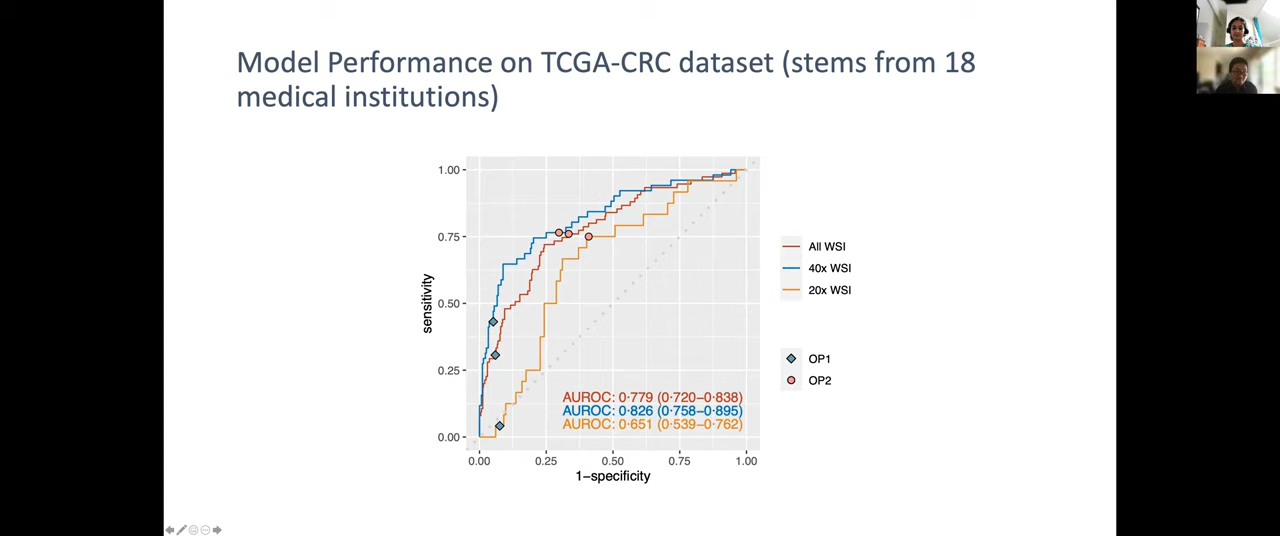 Model Performance on TCGA-CRC dataset (stems from 18
medical institutions)
1.00
0.75
0.50
0.25
0.00
sensitivity
0.00 0.25 0.50 0.75 1.00
1−specificity
AUROC: 0·779 (0·720−0·838)
AUROC: 0·826 (0·758−0·895)
AUROC: 0·651 (0·539−0·762)
All WSI
40x WSI
20x WSI
OP1
OP2